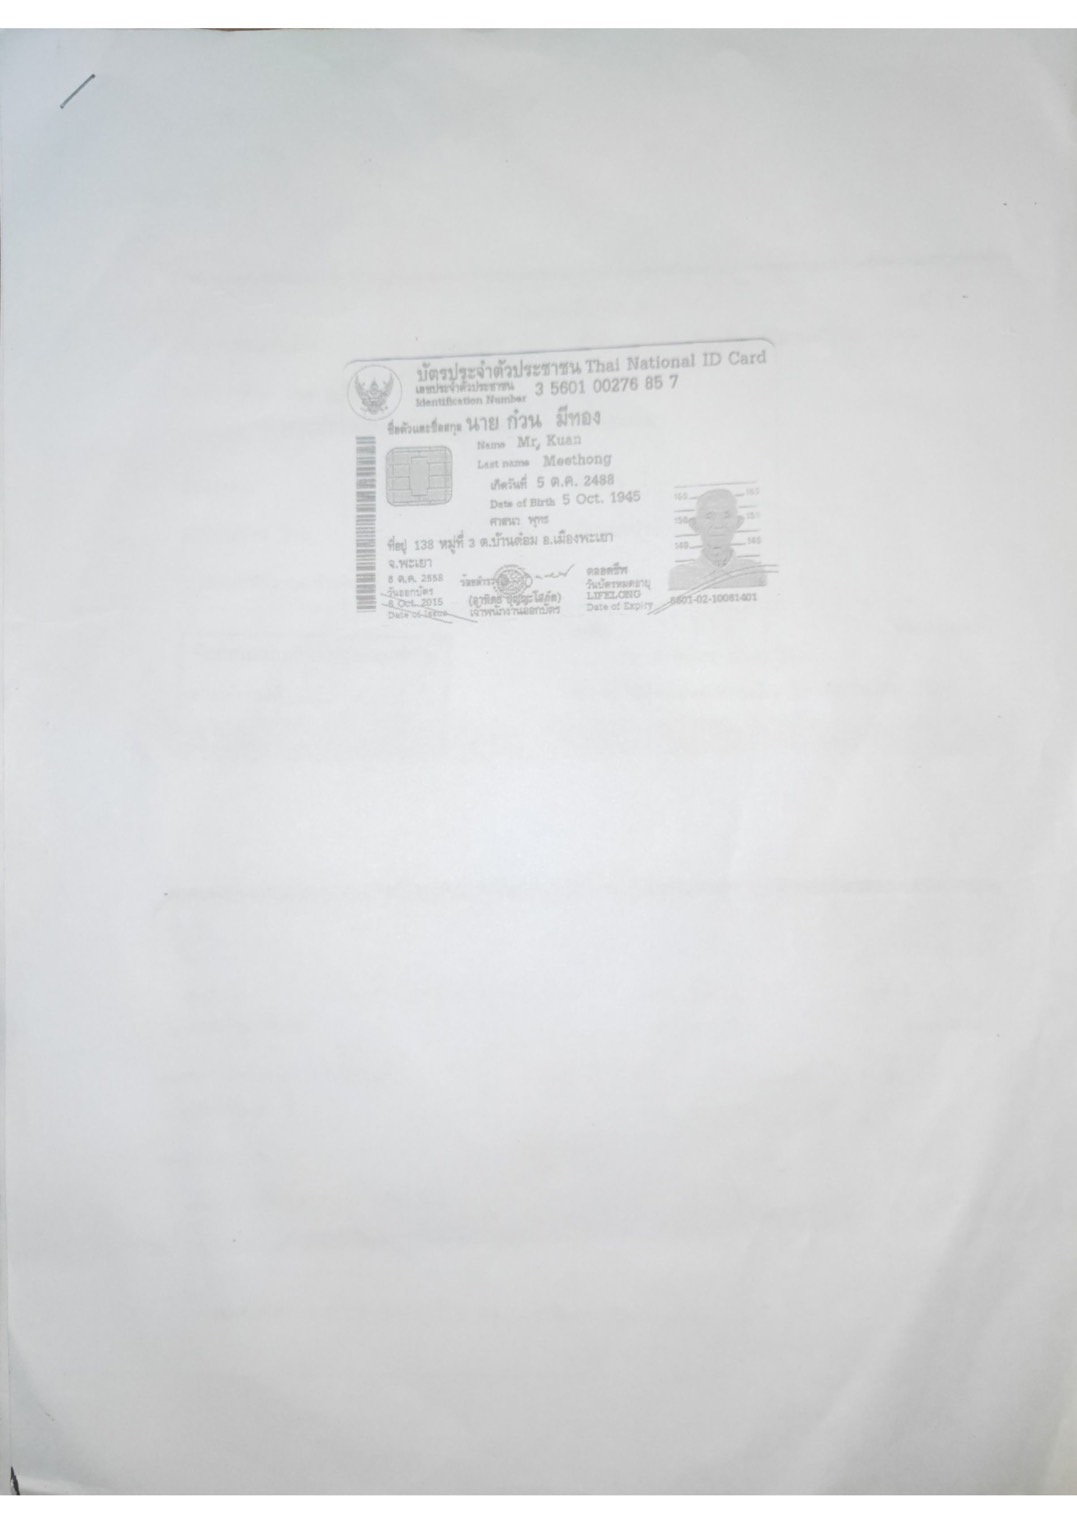 บัตรประจำตัวประชาชน Thai National ID Card
เลขประจำตัวประชาชน 3 5601 00276 85 7
Identification Number
ชื่อตัวและชื่อสกุล นาย ก๋วน มีทอง
Name Mr. Kuan
Last name Meethong
เกิดวันที่ 5 ต.ค. 2488
Date of Birth 5 Oct. 1945
ศาสนา พุทธ
ที่อยู่ 138 หมู่ที่ 3 ต.บ้านต๋อม อ.เมืองพะเยา
จ.พะเยา
6 ต.ค. 2558
วันออกบัตร
6 Oct. 2015
Date of Issue
เจ้าพนักงานออกบัตร
ตลอดชีพ
วันบัตรหมดอายุ
LIFELONG
Date of Expiry
160 160
150 150
140 140
5601-02-10061401